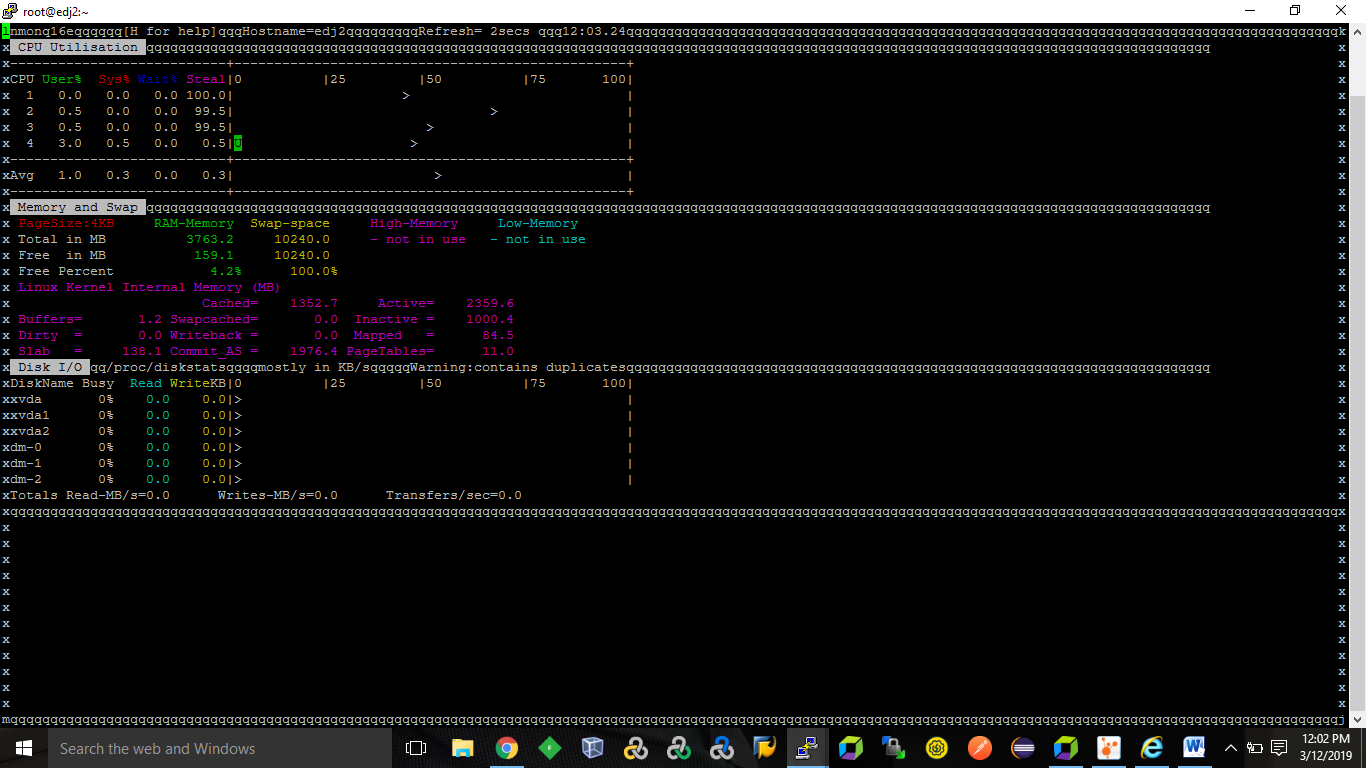 root@edj2:~
lnmonq16eqqqqqq[H for help]qqqHostname=edj2qqqqqqqqqRefresh= 2secs qqq12:03.24qqqqqqqqqqqqqqqqqqqqqqqqqqqqqqqqqqqqqqqqqqqqqqqqqqqqqqqqqqqqqqqqqqqqqqqqqqqqqqqqqqqqqqqqqk
x CPU Utilisation qqqqqqqqqqqqqqqqqqqqqqqqqqqqqqqqqqqqqqqqqqqqqqqqqqqqqqqqqqqqqqqqqqqqqqqqqqqqqqqqqqqqqqqqqqqqqqqqqqqqqqqqqqqqqqqqqqqqqqqqqqqqqqqqqqqqqqqqqqqqq x
x---------------------------+-------------------------------------------------+ x
xCPU User%  Sys% Wait% Steal|0          |25         |50          |75       100| x
x  1   0.0   0.0   0.0 100.0|                     >                           | x
x  2   0.5   0.0   0.0  99.5|                                >                | x
x  3   0.5   0.0   0.0  99.5|                        >                        | x
x  4   3.0   0.5   0.0   0.5|U                     >                          | x
x---------------------------+-------------------------------------------------+ x
xAvg   1.0   0.3   0.0   0.3|                         >                       | x
x---------------------------+-------------------------------------------------+ x
x Memory and Swap qqqqqqqqqqqqqqqqqqqqqqqqqqqqqqqqqqqqqqqqqqqqqqqqqqqqqqqqqqqqqqqqqqqqqqqqqqqqqqqqqqqqqqqqqqqqqqqqqqqqqqqqqqqqqqqqqqqqqqqqqqqqqqqqqqqqqqqqqqqqq x
x PageSize:4KB     RAM-Memory  Swap-space     High-Memory     Low-Memory x
x Total in MB          3763.2     10240.0     - not in use   - not in use x
x Free  in MB           159.1     10240.0 x
x Free Percent            4.2%      100.0% x
x Linux Kernel Internal Memory (MB) x
x                        Cached=    1352.7     Active=    2359.6 x
x Buffers=       1.2 Swapcached=       0.0  Inactive =    1000.4 x
x Dirty  =       0.0 Writeback =       0.0  Mapped   =      84.5 x
x Slab   =     138.1 Commit_AS =    1976.4 PageTables=      11.0 x
x Disk I/O qq/proc/diskstatsqqqqmostly in KB/sqqqqqWarning:contains duplicatesqqqqqqqqqqqqqqqqqqqqqqqqqqqqqqqqqqqqqqqqqqqqqqqqqqqqqqqqqqqqqqqqqqqqqqqqq x
xDiskName Busy  Read WriteKB|0          |25         |50          |75       100| x
xxvda       0%    0.0    0.0|>                                                | x
xxvda1      0%    0.0    0.0|>                                                | x
xxvda2      0%    0.0    0.0|>                                                | x
xdm-0       0%    0.0    0.0|>                                                | x
xdm-1       0%    0.0    0.0|>                                                | x
xdm-2       0%    0.0    0.0|>                                                | x
xTotals Read-MB/s=0.0      Writes-MB/s=0.0      Transfers/sec=0.0 x
xqqqqqqqqqqqqqqqqqqqqqqqqqqqqqqqqqqqqqqqqqqqqqqqqqqqqqqqqqqqqqqqqqqqqqqqqqqqqqqqqqqqqqqqqqqqqqqqqqqqqqqqqqqqqqqqqqqqqqqqqqqqqqqqqqqqqqqqqqqqqqqqqqqqqqqqqqqqqqqqqqqx
x x
x x
x x
x x
x x
x x
x x
x x
x x
x x
x x
x x
mqqqqqqqqqqqqqqqqqqqqqqqqqqqqqqqqqqqqqqqqqqqqqqqqqqqqqqqqqqqqqqqqqqqqqqqqqqqqqqqqqqqqqqqqqqqqqqqqqqqqqqqqqqqqqqqqqqqqqqqqqqqqqqqqqqqqqqqqqqqqqqqqqqqqqqqqqqqqqqqqqqj
Search the web and Windows
12:02 PM
3/12/2019